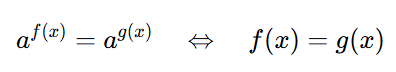 a^{f(x)} = a^{g(x)} ⇔ f(x) = g(x)